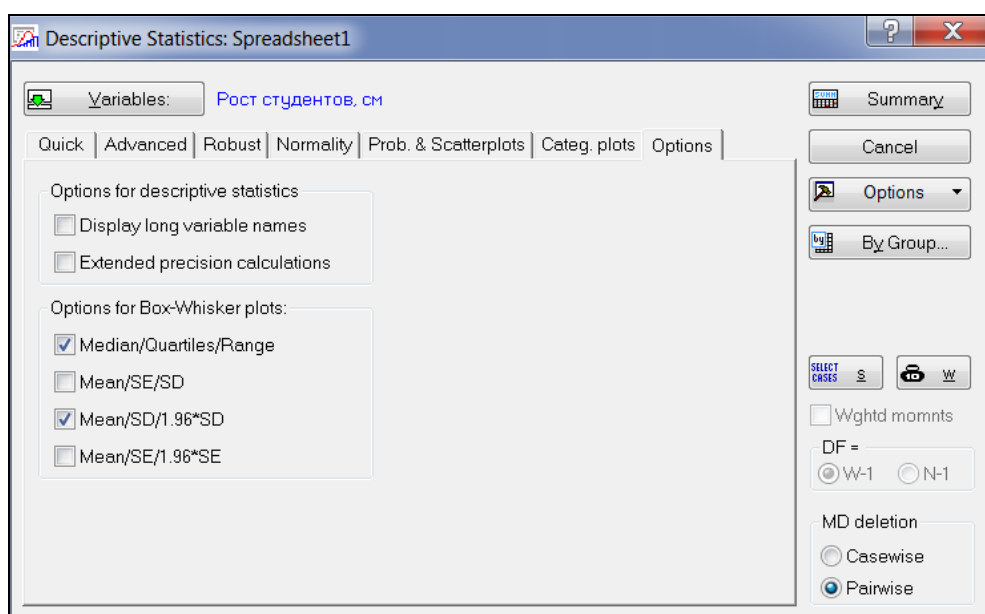 Descriptive Statistics: Spreadsheet1
?
X
Variables:
Рост студентов, см
Quick Advanced Robust Normality Prob. & Scatterplots Categ. plots Options
Options for descriptive statistics
Display long variable names
Extended precision calculations
Options for Box-Whisker plots:
Median/Quartiles/Range
Mean/SE/SD
Mean/SD/1.96*SD
Mean/SE/1.96*SE
SUMM Summary
Cancel
Options
by By Group...
SELECT CASES S
W
Wghtd momnts
DF =
W-1 N-1
MD deletion
Casewise
Pairwise